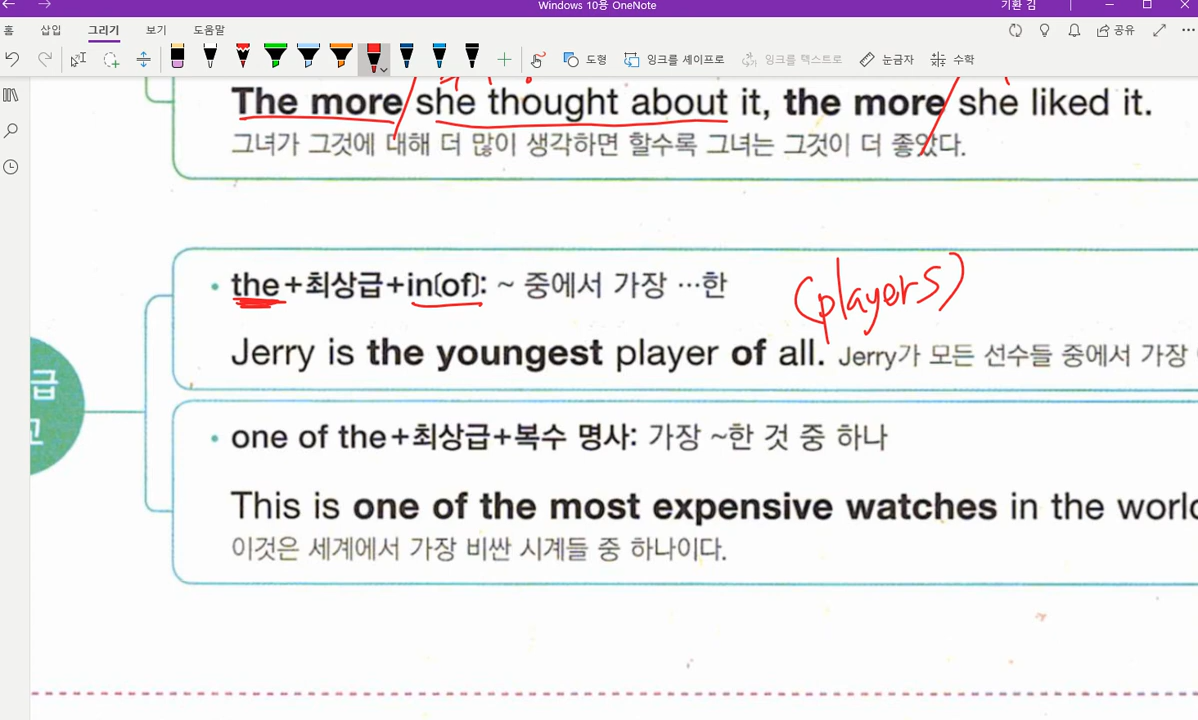 Windows 10용 OneNote
기환 김
홈 삽입 그리기 보기 도움말
공유
도형 잉크를 셰이프로 잉크를 텍스트로 눈금자 수학
The more she thought about it, the more she liked it.
그녀가 그것에 대해 더 많이 생각하면 할수록 그녀는 그것이 더 좋았다.
• the+최상급+in(of): ~ 중에서 가장 …한
(players)
Jerry is the youngest player of all. Jerry가 모든 선수들 중에서 가장
급
• one of the+최상급+복수 명사: 가장 ~한 것 중 하나
This is one of the most expensive watches in the world
이것은 세계에서 가장 비싼 시계들 중 하나이다.